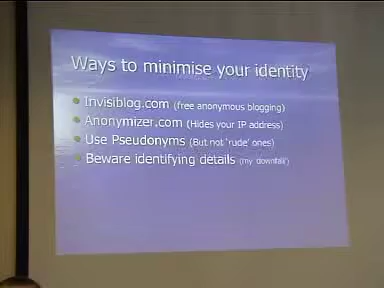 Ways to minimise your identity
Invisiblog.com (free anonymous blogging)
Anonymizer.com (Hides your IP address)
Use Pseudonyms (But not 'rude' ones)
Beware identifying details (my downfall!)